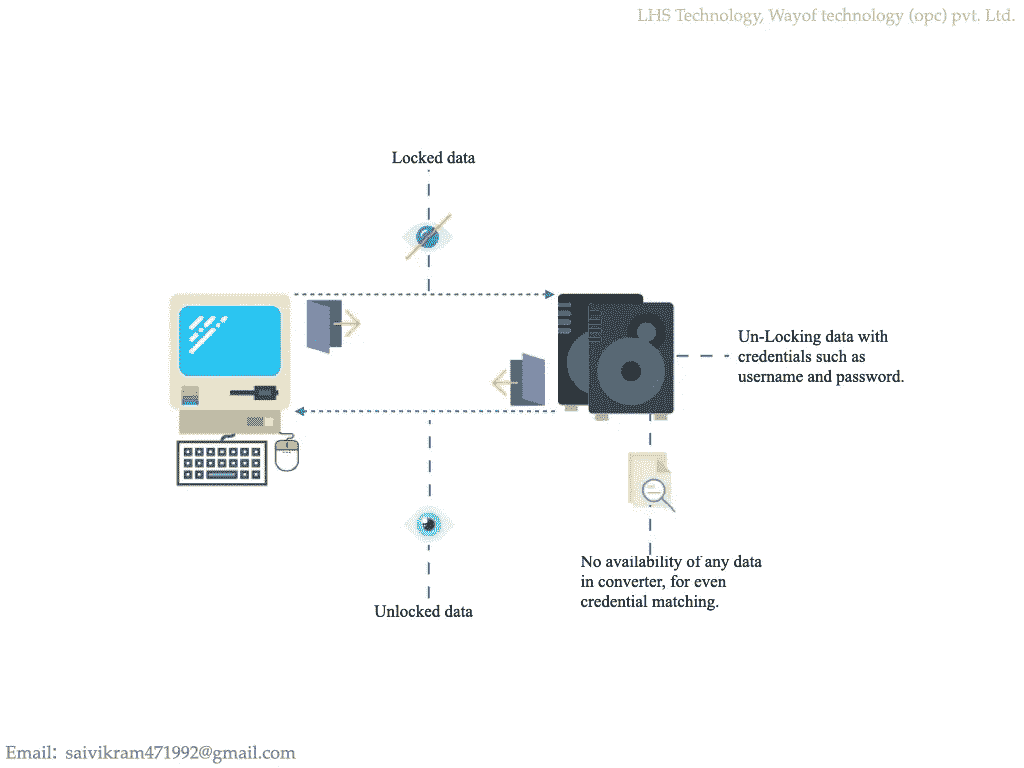 LHS Technology, Wayof technology (opc) pvt. Ltd.
Locked data
Un-Locking data with
credentials such as
username and password.
No availability of any data
in converter, for even
credential matching.
Unlocked data
Email: saivikram471992@gmail.com